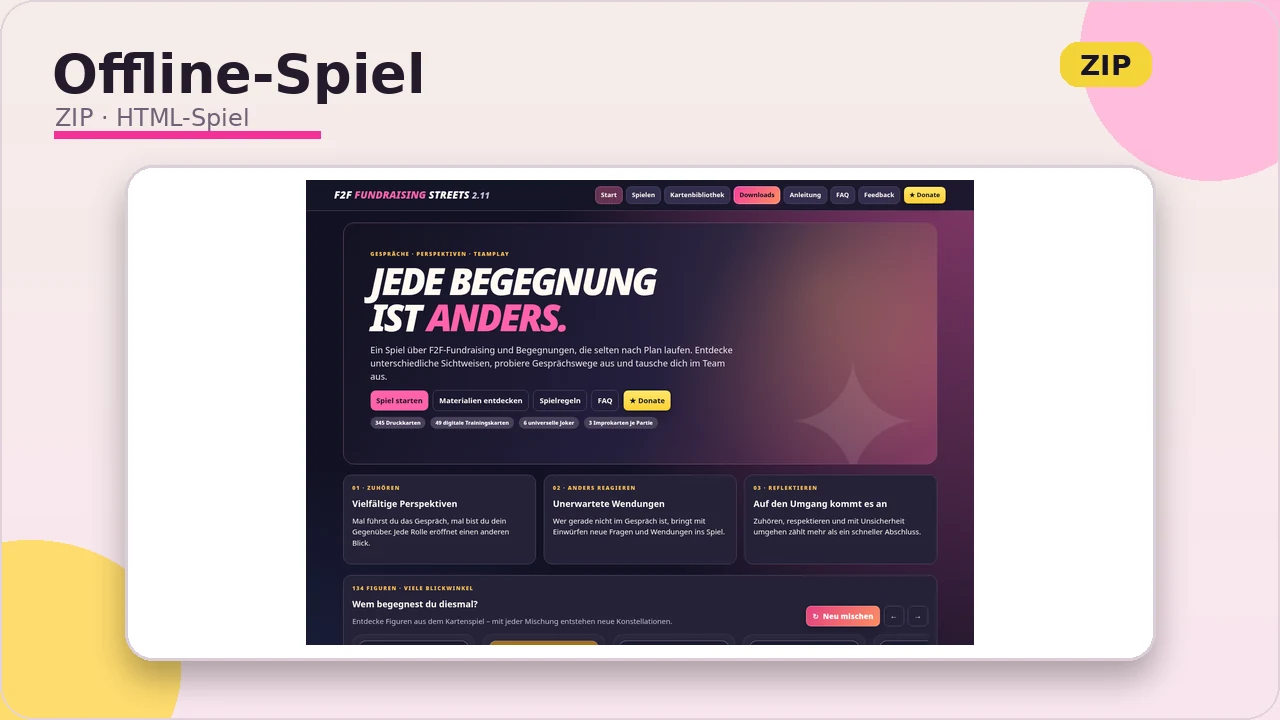 Offline-Spiel
ZIP
ZIP · HTML-Spiel
F2F FUNDRAISING STREETS 2.11
Start
Spielen
Kartenbibliothek
Downloads
Anleitung
FAQ
Feedback
★ Donate
GESPRÄCHE · PERSPEKTIVEN · TEAMPLAY
JEDE BEGEGNUNG
IST ANDERS.
Ein Spiel über F2F-Fundraising und Begegnungen, die selten nach Plan laufen. Entdecke
unterschiedliche Sichtweisen, probiere Gesprächswege aus und tausche dich im Team
aus.
Spiel starten
Materialien entdecken
Spielregeln
FAQ
★ Donate
345 Druckkarten
49 digitale Trainingskarten
6 universelle Joker
3 Improkarten je Partie
01 · ZUHÖREN
Vielfältige Perspektiven
Mal führst du das Gespräch, mal bist du dein
Gegenüber. Jede Rolle eröffnet einen anderen
Blick.
02 · ANDERS REAGIEREN
Unerwartete Wendungen
Wer gerade nicht im Gespräch ist, bringt mit
Einwürfen neue Fragen und Wendungen ins Spiel.
03 · REFLEKTIEREN
Auf den Umgang kommt es an
Zuhören, respektieren und mit Unsicherheit
umgehen zählt mehr als ein schneller Abschluss.
134 FIGUREN · VIELE BLICKWINKEL
Wem begegnest du diesmal?
Entdecke Figuren aus dem Kartenspiel – mit jeder Mischung entstehen neue Konstellationen.
↻ Neu mischen
←
→